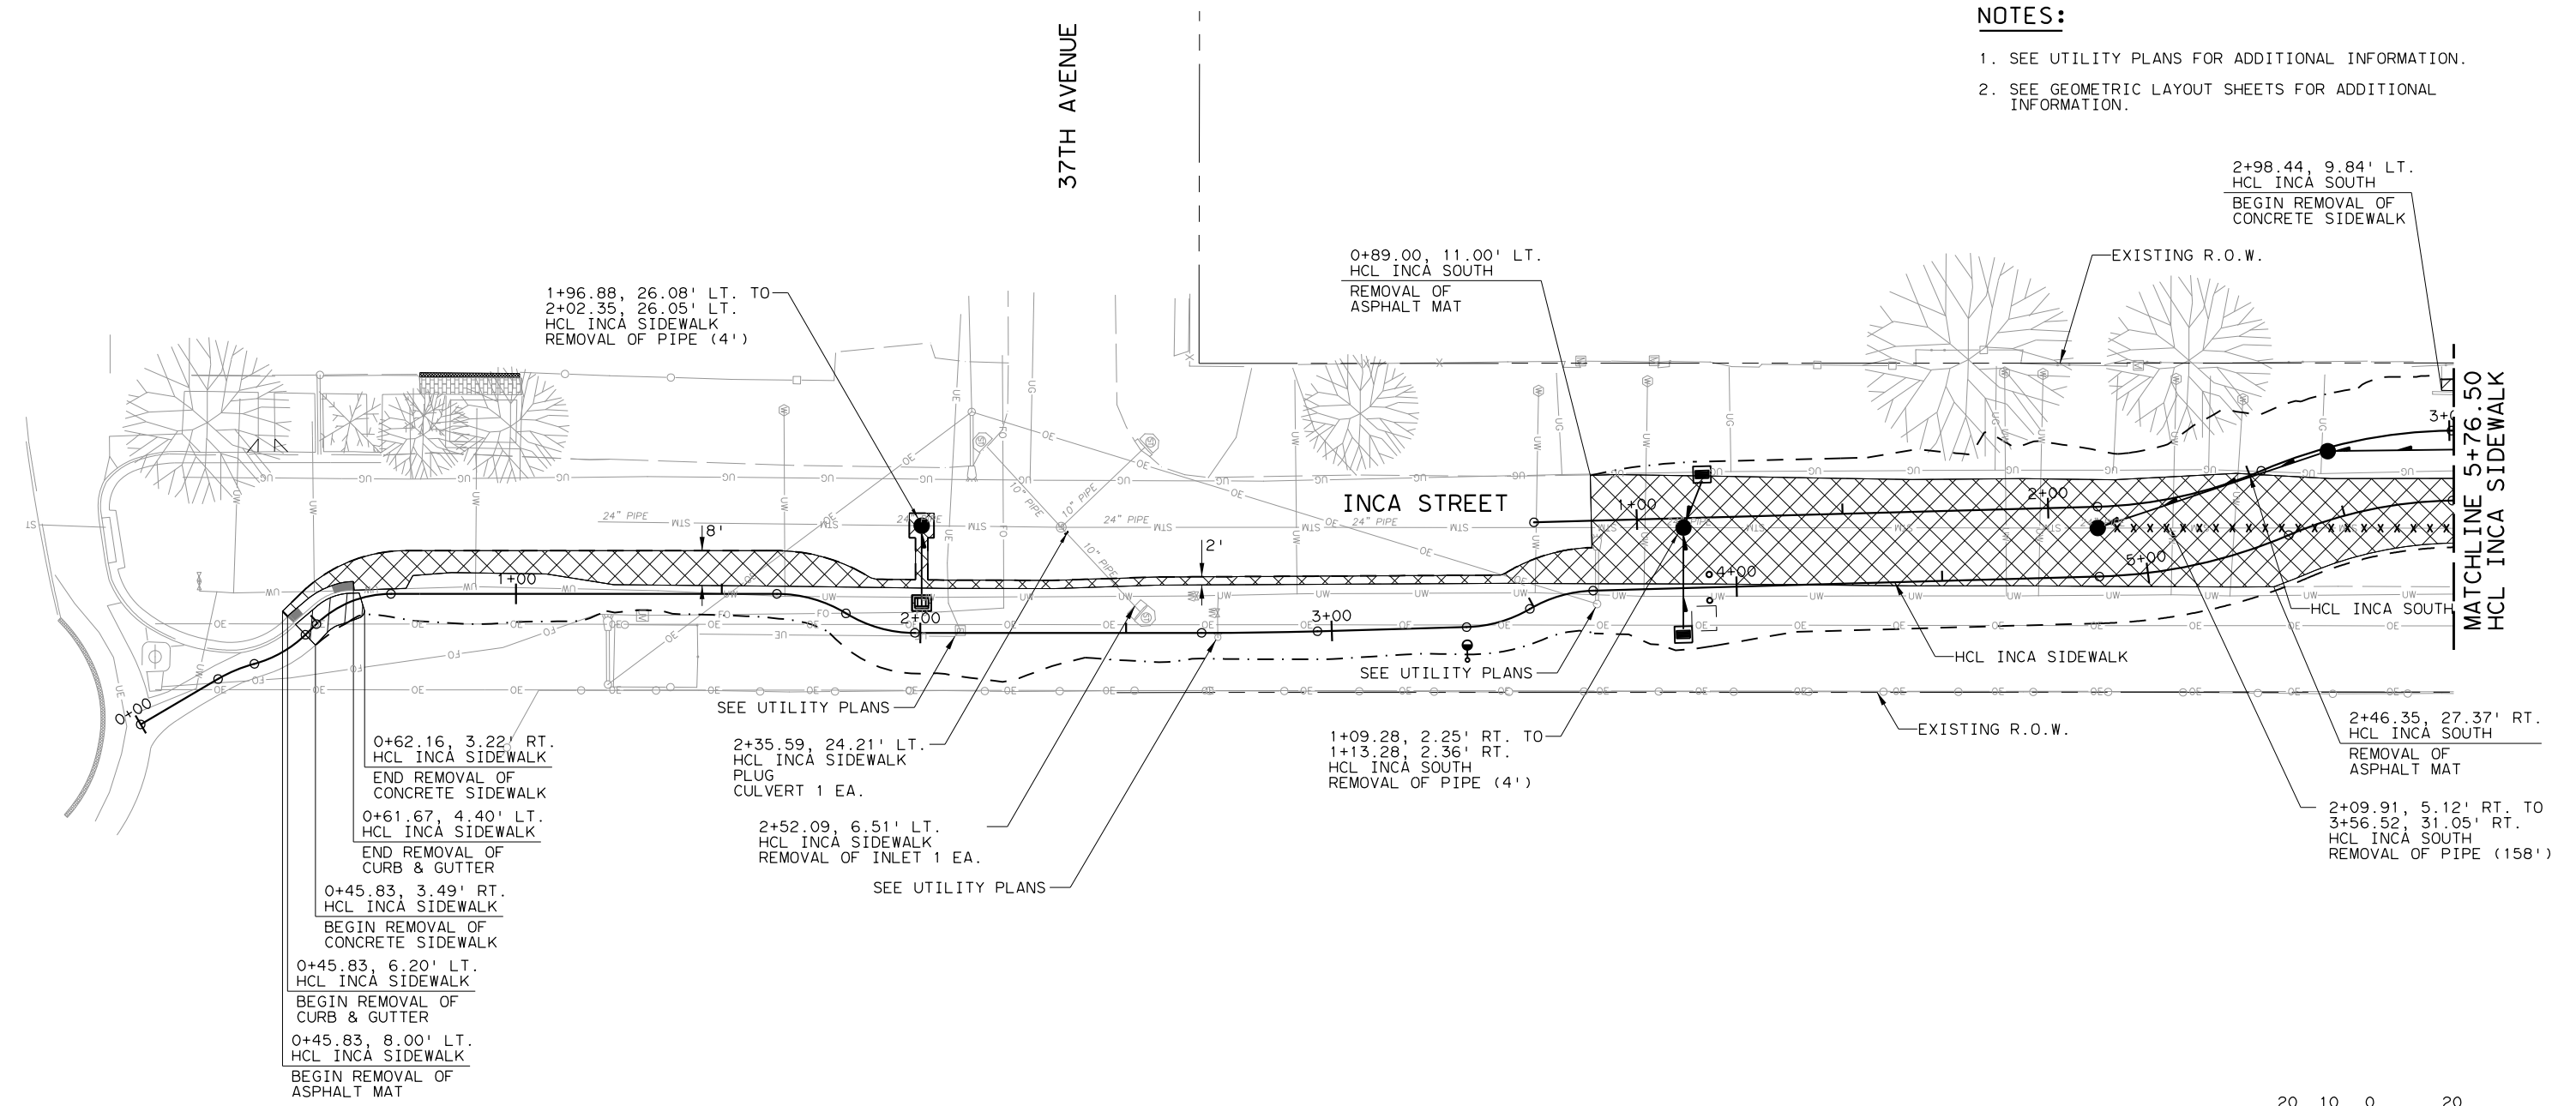 NOTES:
1. SEE UTILITY PLANS FOR ADDITIONAL INFORMATION.
2. SEE GEOMETRIC LAYOUT SHEETS FOR ADDITIONAL
INFORMATION.
37TH AVENUE
2+98.44, 9.84' LT.
HCL INCA SOUTH
BEGIN REMOVAL OF
CONCRETE SIDEWALK
0+89.00, 11.00' LT.
HCL INCA SOUTH
REMOVAL OF
ASPHALT MAT
EXISTING R.O.W.
1+96.88, 26.08' LT. TO
2+02.35, 26.05' LT.
HCL INCA SIDEWALK
REMOVAL OF PIPE (4')
MATCHLINE 5+76.50
HCL INCA SIDEWALK
INCA STREET
24" PIPE
24" PIPE
24" PIPE
10" PIPE
10" PIPE
10" PIPE
8'
2'
0+00
1+00
2+00
3+00
4+00
5+00
1+00
2+00
HCL INCA SOUTH
HCL INCA SIDEWALK
SEE UTILITY PLANS
SEE UTILITY PLANS
EXISTING R.O.W.
0+62.16, 3.22' RT.
HCL INCA SIDEWALK
END REMOVAL OF
CONCRETE SIDEWALK
0+61.67, 4.40' LT.
HCL INCA SIDEWALK
END REMOVAL OF
CURB & GUTTER
0+45.83, 3.49' RT.
HCL INCA SIDEWALK
BEGIN REMOVAL OF
CONCRETE SIDEWALK
0+45.83, 6.20' LT.
HCL INCA SIDEWALK
BEGIN REMOVAL OF
CURB & GUTTER
0+45.83, 8.00' LT.
HCL INCA SIDEWALK
BEGIN REMOVAL OF
ASPHALT MAT
2+35.59, 24.21' LT.
HCL INCA SIDEWALK
PLUG
CULVERT 1 EA.
2+52.09, 6.51' LT.
HCL INCA SIDEWALK
REMOVAL OF INLET 1 EA.
SEE UTILITY PLANS
1+09.28, 2.25' RT. TO
1+13.28, 2.36' RT.
HCL INCA SOUTH
REMOVAL OF PIPE (4')
2+46.35, 27.37' RT.
HCL INCA SOUTH
REMOVAL OF
ASPHALT MAT
2+09.91, 5.12' RT. TO
3+56.52, 31.05' RT.
HCL INCA SOUTH
REMOVAL OF PIPE (158')
20 10 0 20